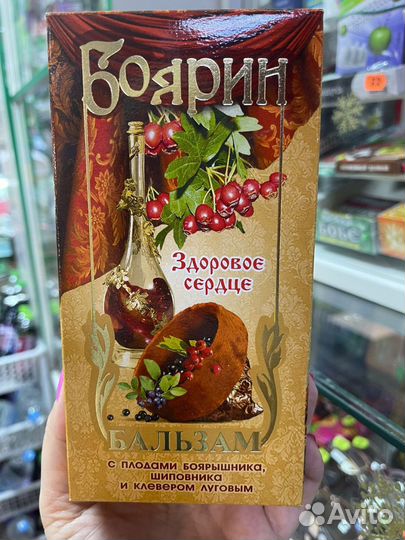 Боярин
Здоровое
сердце
БАЛЬЗАМ
С ПЛОДАМИ БОЯРЫШНИКА,
ШИПОВНИКА
И КЛЕВЕРОМ ЛУГОВЫМ
Avito